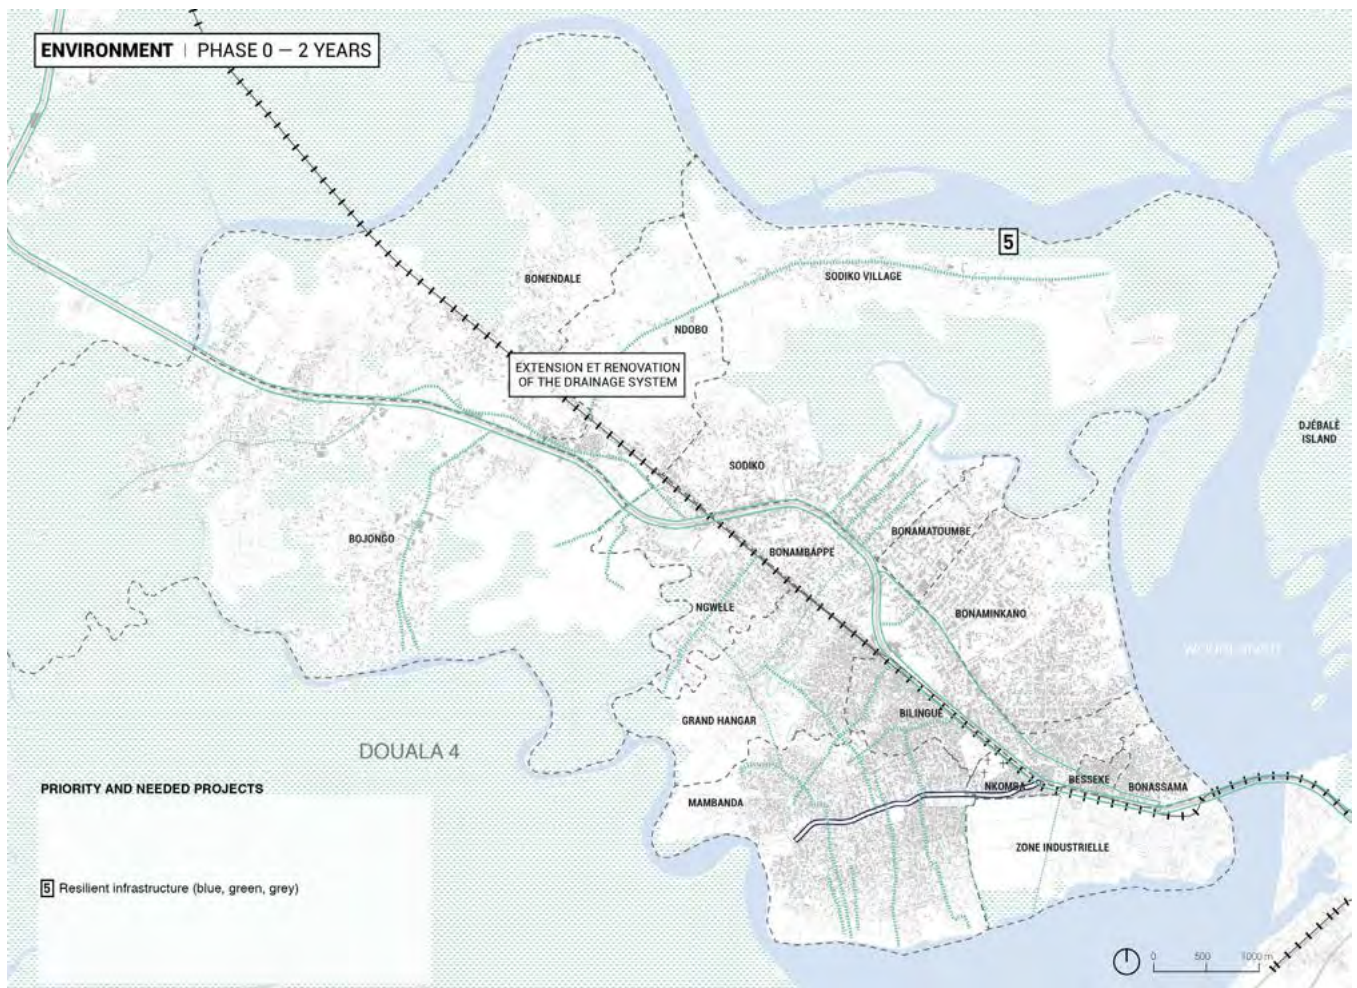 ENVIRONMENT | PHASE 0 — 2 YEARS
5
SODIKO VILLAGE
BONENDALE
NDOBO
EXTENSION ET RENOVATION
OF THE DRAINAGE SYSTEM
DJÉBALÈ
ISLAND
SODIKO
BOJONGO
BONAMATOUMBE
BONAMBAPPE
NGWELE
BONAMINKANO
GRAND HANGAR
BILINGUE
DOUALA 4
PRIORITY AND NEEDED PROJECTS
MAMBANDA
NKOMBA
BESSEKE
BONASSAMA
ZONE INDUSTRIELLE
5 Resilient infrastructure (blue, green, grey)
0 500 1000 m